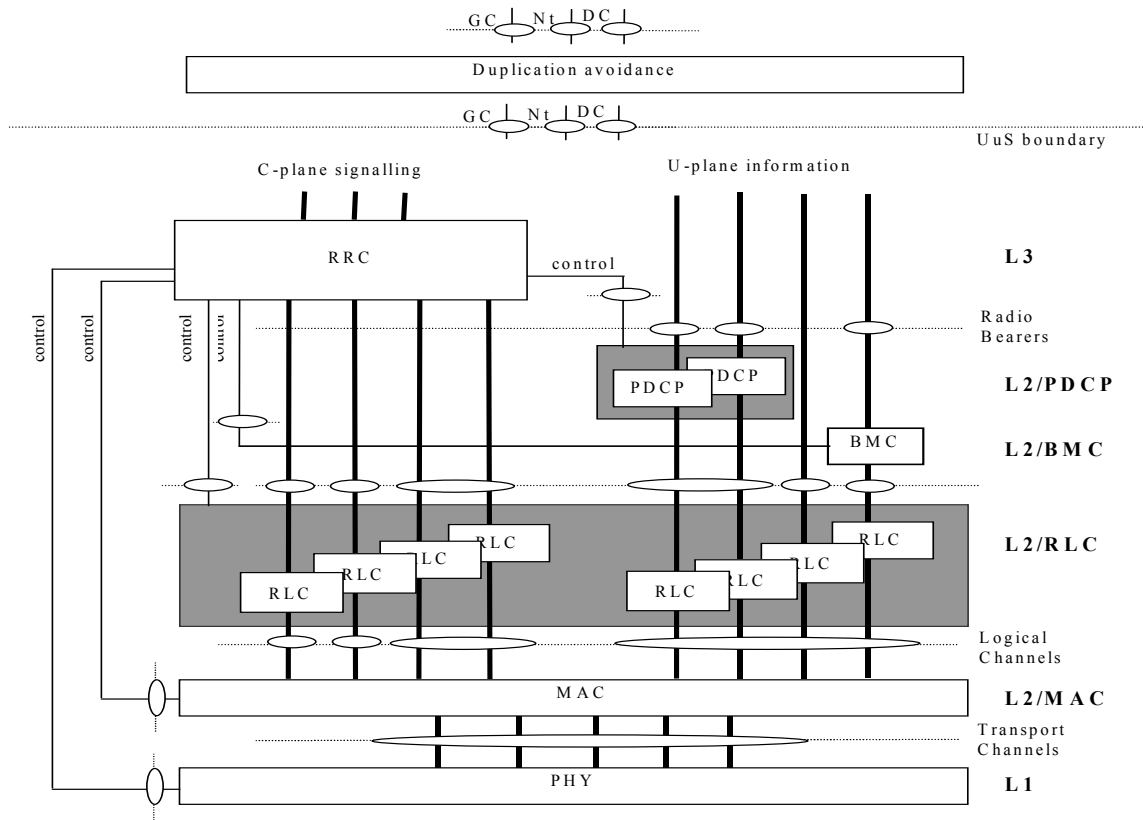 GC Nt DC
Duplication avoidance
GC Nt DC
UuS boundary
C-plane signalling
U-plane information
RRC
control
L3
control
control
control
control
Radio
Bearers
PDCP
PDCP
L2/PDCP
BMC
L2/BMC
RLC
RLC
RLC
RLC
RLC
RLC
RLC
RLC
L2/RLC
Logical
Channels
MAC
L2/MAC
Transport
Channels
PHY
L1